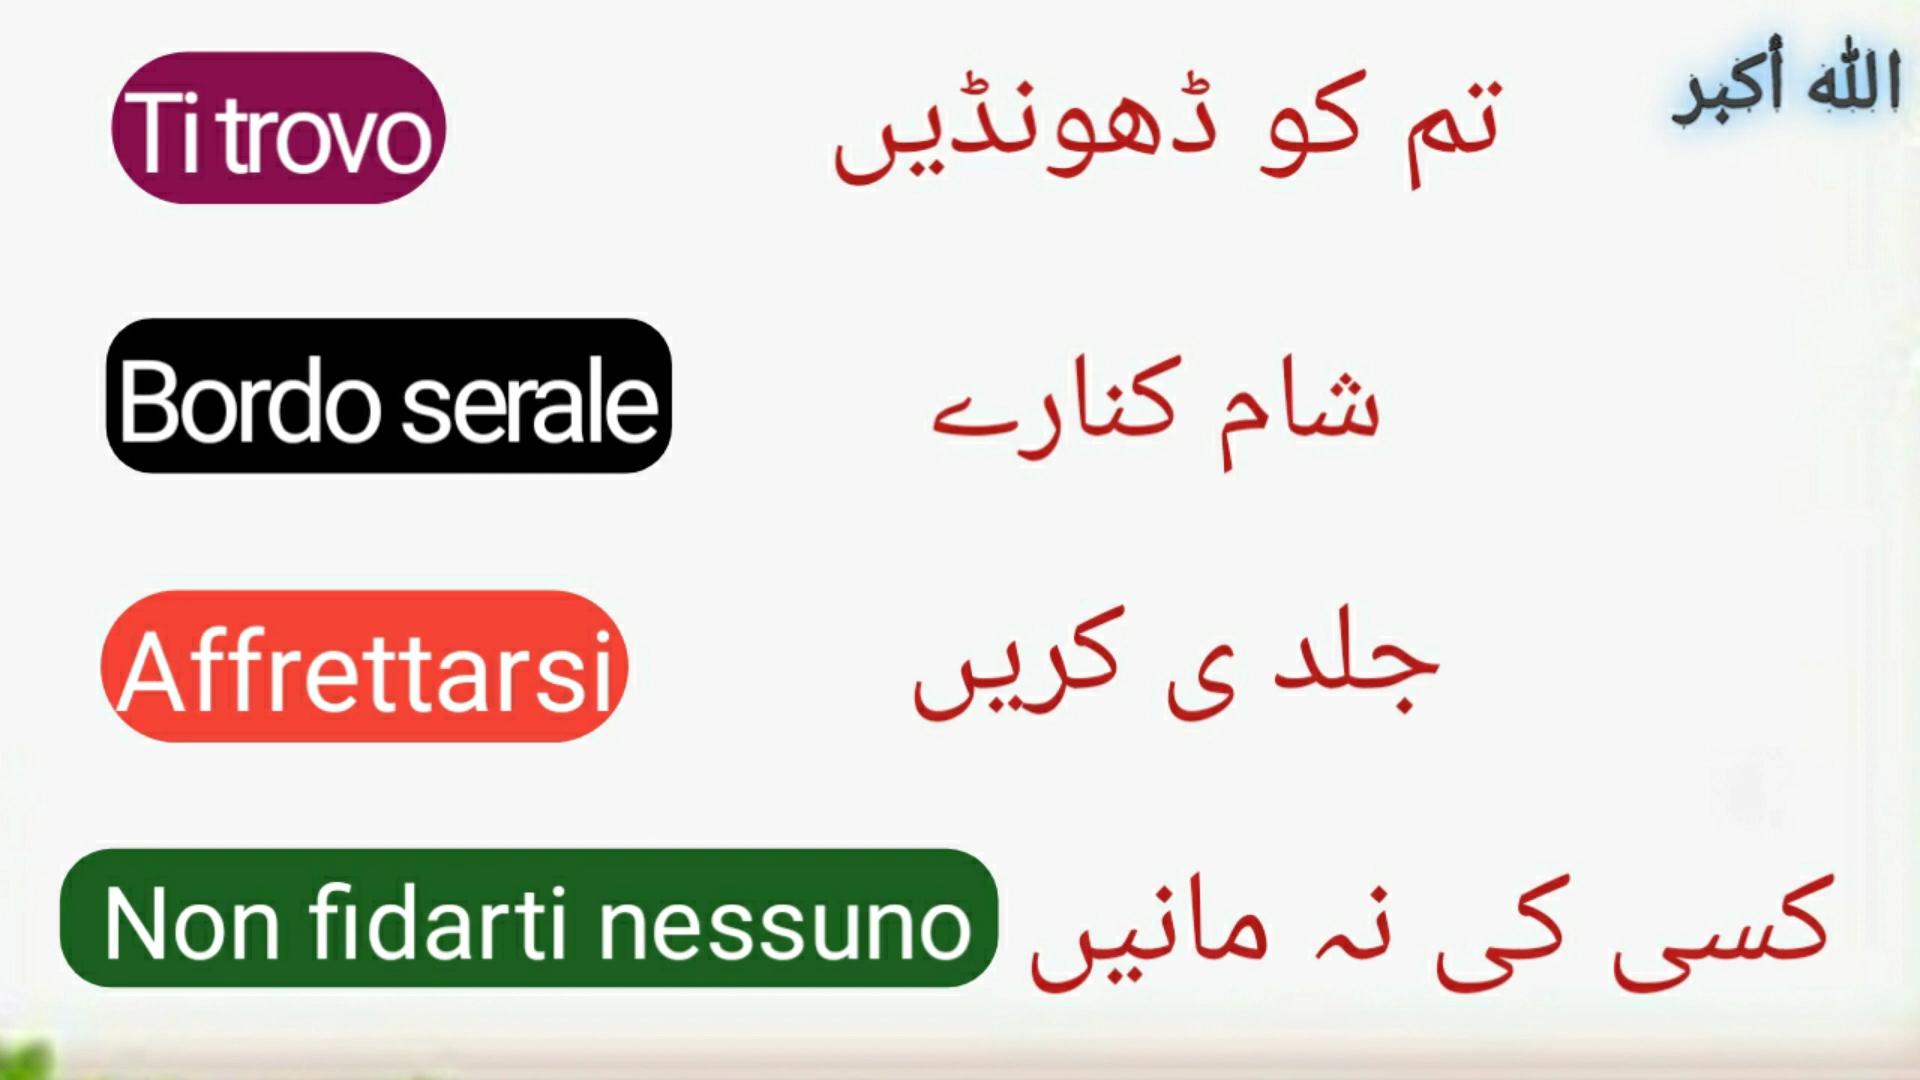 الله أكبر
Ti trovo تم کو ڈھونڈیں
Bordo serale شام کنارے
Affrettarsi جلد ی کریں
Non fidarti nessuno کسی کی نہ مانیں